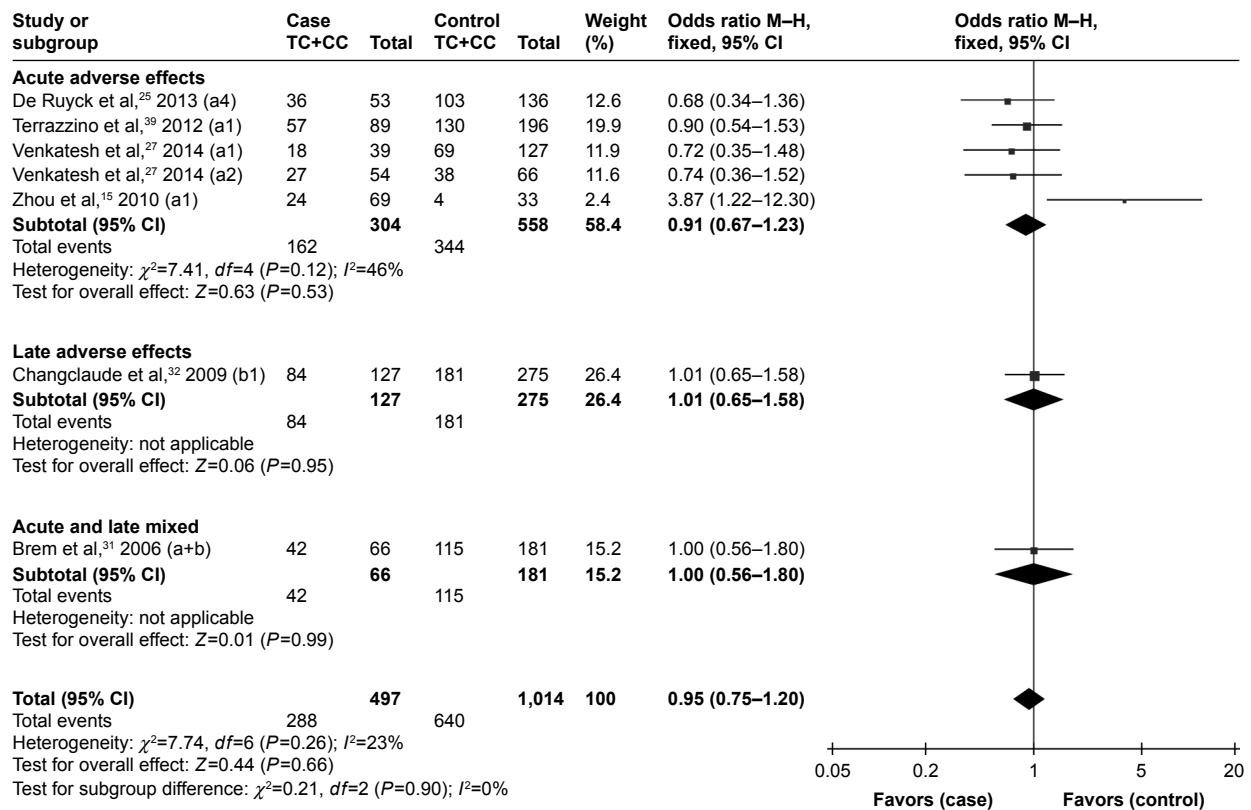 Study or subgroup Case TC+CC Total Control TC+CC Total Weight (%) Odds ratio M–H, fixed, 95% CI Odds ratio M–H, fixed, 95% CI
Acute adverse effects
De Ruyck et al,25 2013 (a4) 36 53 103 136 12.6 0.68 (0.34–1.36)
Terrazzino et al,39 2012 (a1) 57 89 130 196 19.9 0.90 (0.54–1.53)
Venkatesh et al,27 2014 (a1) 18 39 69 127 11.9 0.72 (0.35–1.48)
Venkatesh et al,27 2014 (a2) 27 54 38 66 11.6 0.74 (0.36–1.52)
Zhou et al,15 2010 (a1) 24 69 4 33 2.4 3.87 (1.22–12.30)
Subtotal (95% CI) 304 558 58.4 0.91 (0.67–1.23)
Total events 162 344
Heterogeneity: χ2=7.41, df=4 (P=0.12); I2=46%
Test for overall effect: Z=0.63 (P=0.53)
Late adverse effects
Changclaude et al,32 2009 (b1) 84 127 181 275 26.4 1.01 (0.65–1.58)
Subtotal (95% CI) 127 275 26.4 1.01 (0.65–1.58)
Total events 84 181
Heterogeneity: not applicable
Test for overall effect: Z=0.06 (P=0.95)
Acute and late mixed
Brem et al,31 2006 (a+b) 42 66 115 181 15.2 1.00 (0.56–1.80)
Subtotal (95% CI) 66 181 15.2 1.00 (0.56–1.80)
Total events 42 115
Heterogeneity: not applicable
Test for overall effect: Z=0.01 (P=0.99)
Total (95% CI) 497 1,014 100 0.95 (0.75–1.20)
Total events 288 640
Heterogeneity: χ2=7.74, df=6 (P=0.26); I2=23%
Test for overall effect: Z=0.44 (P=0.66)
Test for subgroup difference: χ2=0.21, df=2 (P=0.90); I2=0%
0.05 0.2 1 5 20
Favors (case) Favors (control)